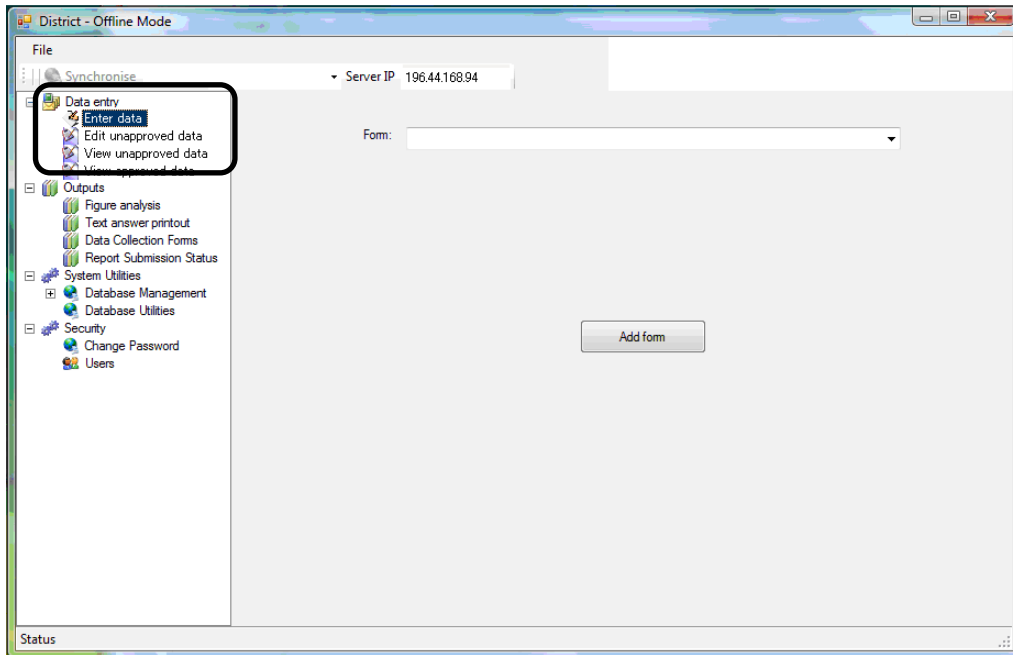 District - Offline Mode
File
Synchronise
Server IP 196.44.168.94
Data entry
Enter data
Edit unapproved data
View unapproved data
View approved data
Outputs
Figure analysis
Text answer printout
Data Collection Forms
Report Submission Status
System Utilities
Database Management
Database Utilities
Security
Change Password
Users
Form:
Add form
Status